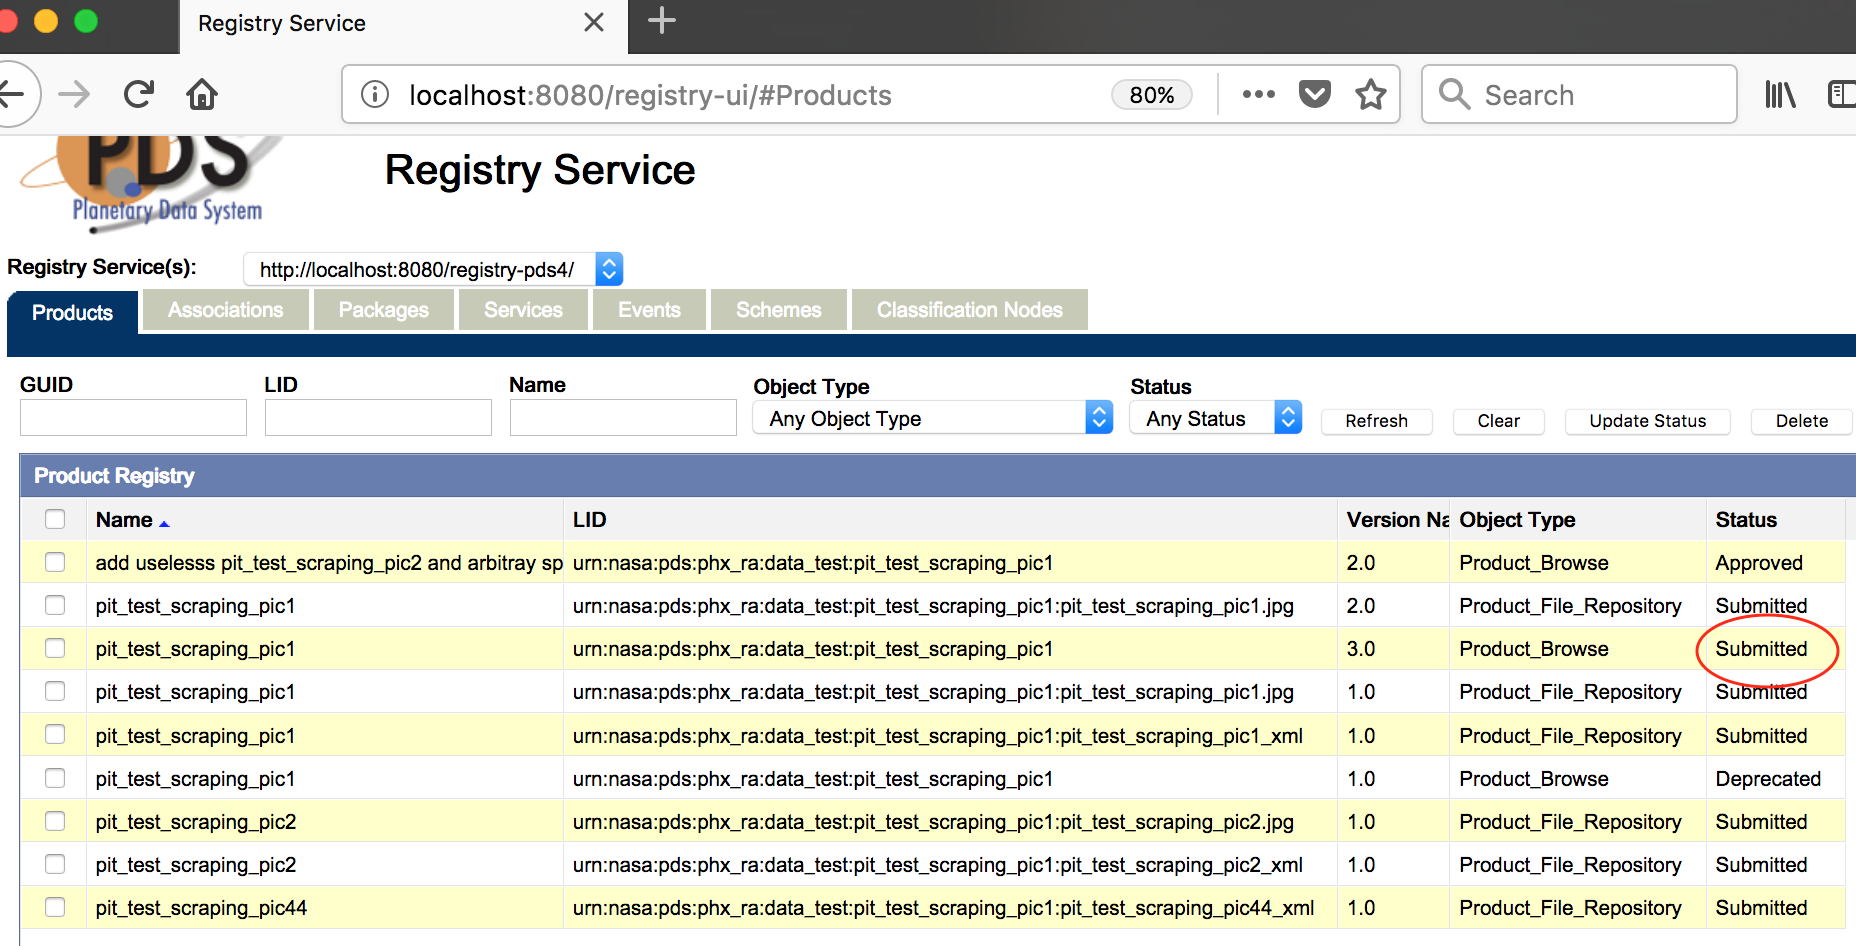 Registry Service
localhost:8080/registry-ui/#Products 80% Search
PDS
Planetary Data System
Registry Service
Registry Service(s): http://localhost:8080/registry-pds4/
Products Associations Packages Services Events Schemes Classification Nodes
GUID LID Name Object Type Status
Any Object Type Any Status Refresh Clear Update Status Delete
Product Registry
Name LID Version Na Object Type Status
add uselesss pit_test_scraping_pic2 and arbitray sp urn:nasa:pds:phx_ra:data_test:pit_test_scraping_pic1 2.0 Product_Browse Approved
pit_test_scraping_pic1 urn:nasa:pds:phx_ra:data_test:pit_test_scraping_pic1:pit_test_scraping_pic1.jpg 2.0 Product_File_Repository Submitted
pit_test_scraping_pic1 urn:nasa:pds:phx_ra:data_test:pit_test_scraping_pic1 3.0 Product_Browse Submitted
pit_test_scraping_pic1 urn:nasa:pds:phx_ra:data_test:pit_test_scraping_pic1:pit_test_scraping_pic1.jpg 1.0 Product_File_Repository Submitted
pit_test_scraping_pic1 urn:nasa:pds:phx_ra:data_test:pit_test_scraping_pic1:pit_test_scraping_pic1_xml 1.0 Product_File_Repository Submitted
pit_test_scraping_pic1 urn:nasa:pds:phx_ra:data_test:pit_test_scraping_pic1 1.0 Product_Browse Deprecated
pit_test_scraping_pic2 urn:nasa:pds:phx_ra:data_test:pit_test_scraping_pic1:pit_test_scraping_pic2.jpg 1.0 Product_File_Repository Submitted
pit_test_scraping_pic2 urn:nasa:pds:phx_ra:data_test:pit_test_scraping_pic1:pit_test_scraping_pic2_xml 1.0 Product_File_Repository Submitted
pit_test_scraping_pic44 urn:nasa:pds:phx_ra:data_test:pit_test_scraping_pic1:pit_test_scraping_pic44_xml 1.0 Product_File_Repository Submitted